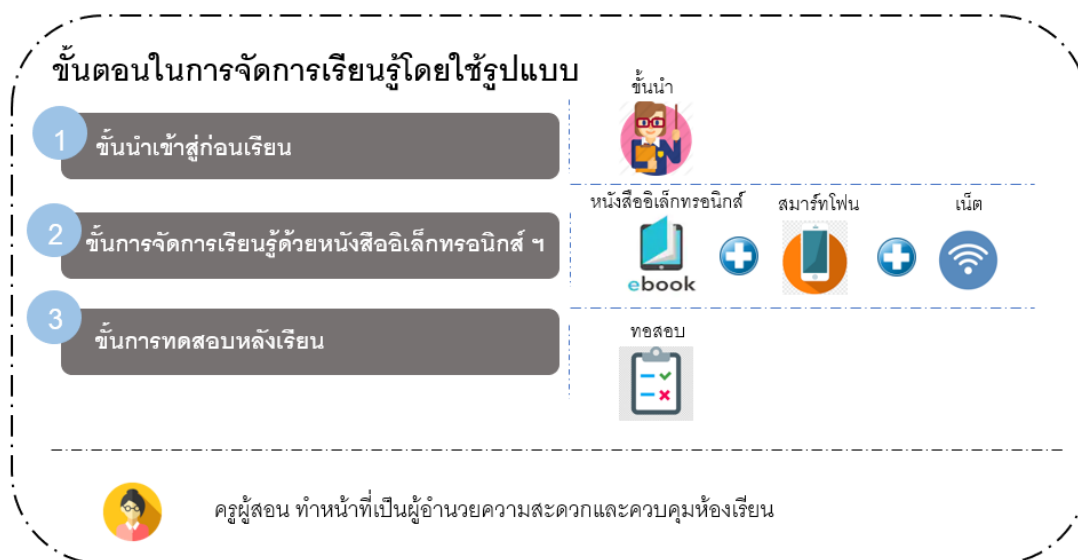 ขั้นตอนในการจัดการเรียนรู้โดยใช้รูปแบบ
ขั้นนำ
1
ขั้นนำเข้าสู่ก่อนเรียน
หนังสืออิเล็กทรอนิกส์
สมาร์ทโฟน
เน็ต
2
ขั้นการจัดการเรียนรู้ด้วยหนังสืออิเล็กทรอนิกส์ ฯ
ebook
3
ขั้นการทดสอบหลังเรียน
ทอสอบ
ครูผู้สอน ทำหน้าที่เป็นผู้อำนวยความสะดวกและควบคุมห้องเรียน